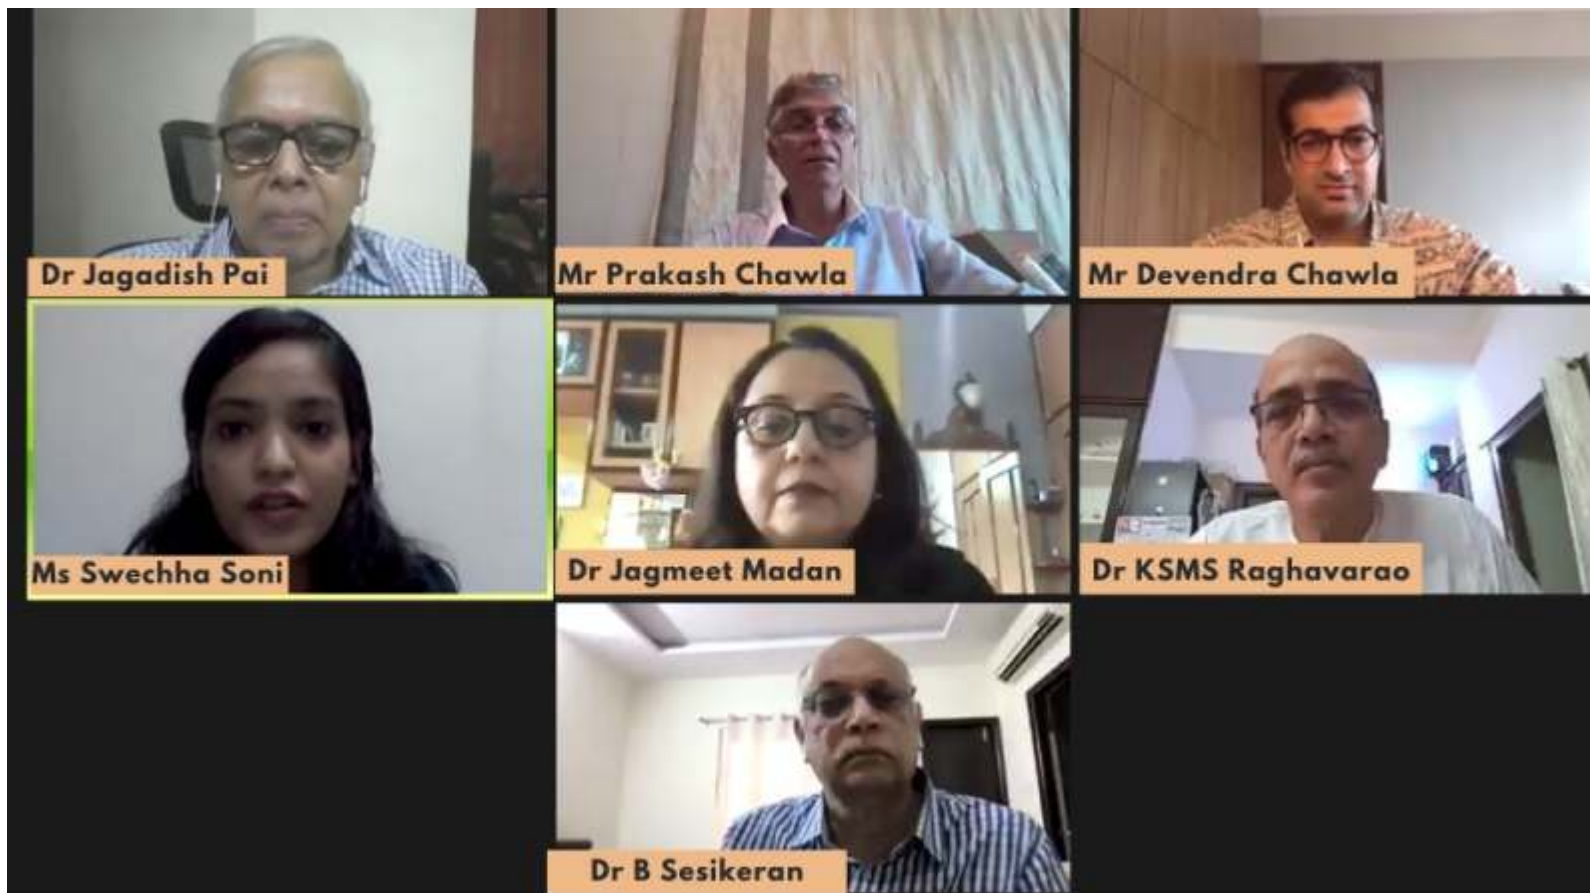 Dr Jagadish Pai
Mr Prakash Chawla
Mr Devendra Chawla
Ms Swechha Soni
Dr Jagmeet Madan
Dr KSMS Raghavarao
Dr B Sesikeran